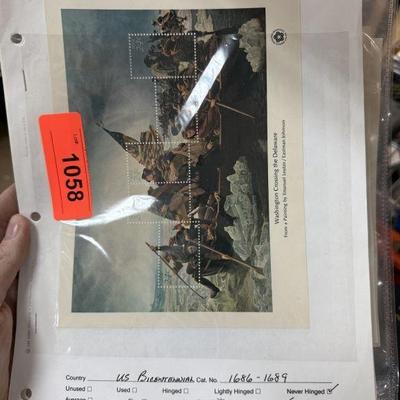 Washington Crossing the Delaware
From a Painting by Emanuel Leutze / Eastman Johnson
Lot
1058
Country US Bicentennial Cat. No. 1686-1689
Unused Used Hinged Lightly Hinged Never Hinged
Average